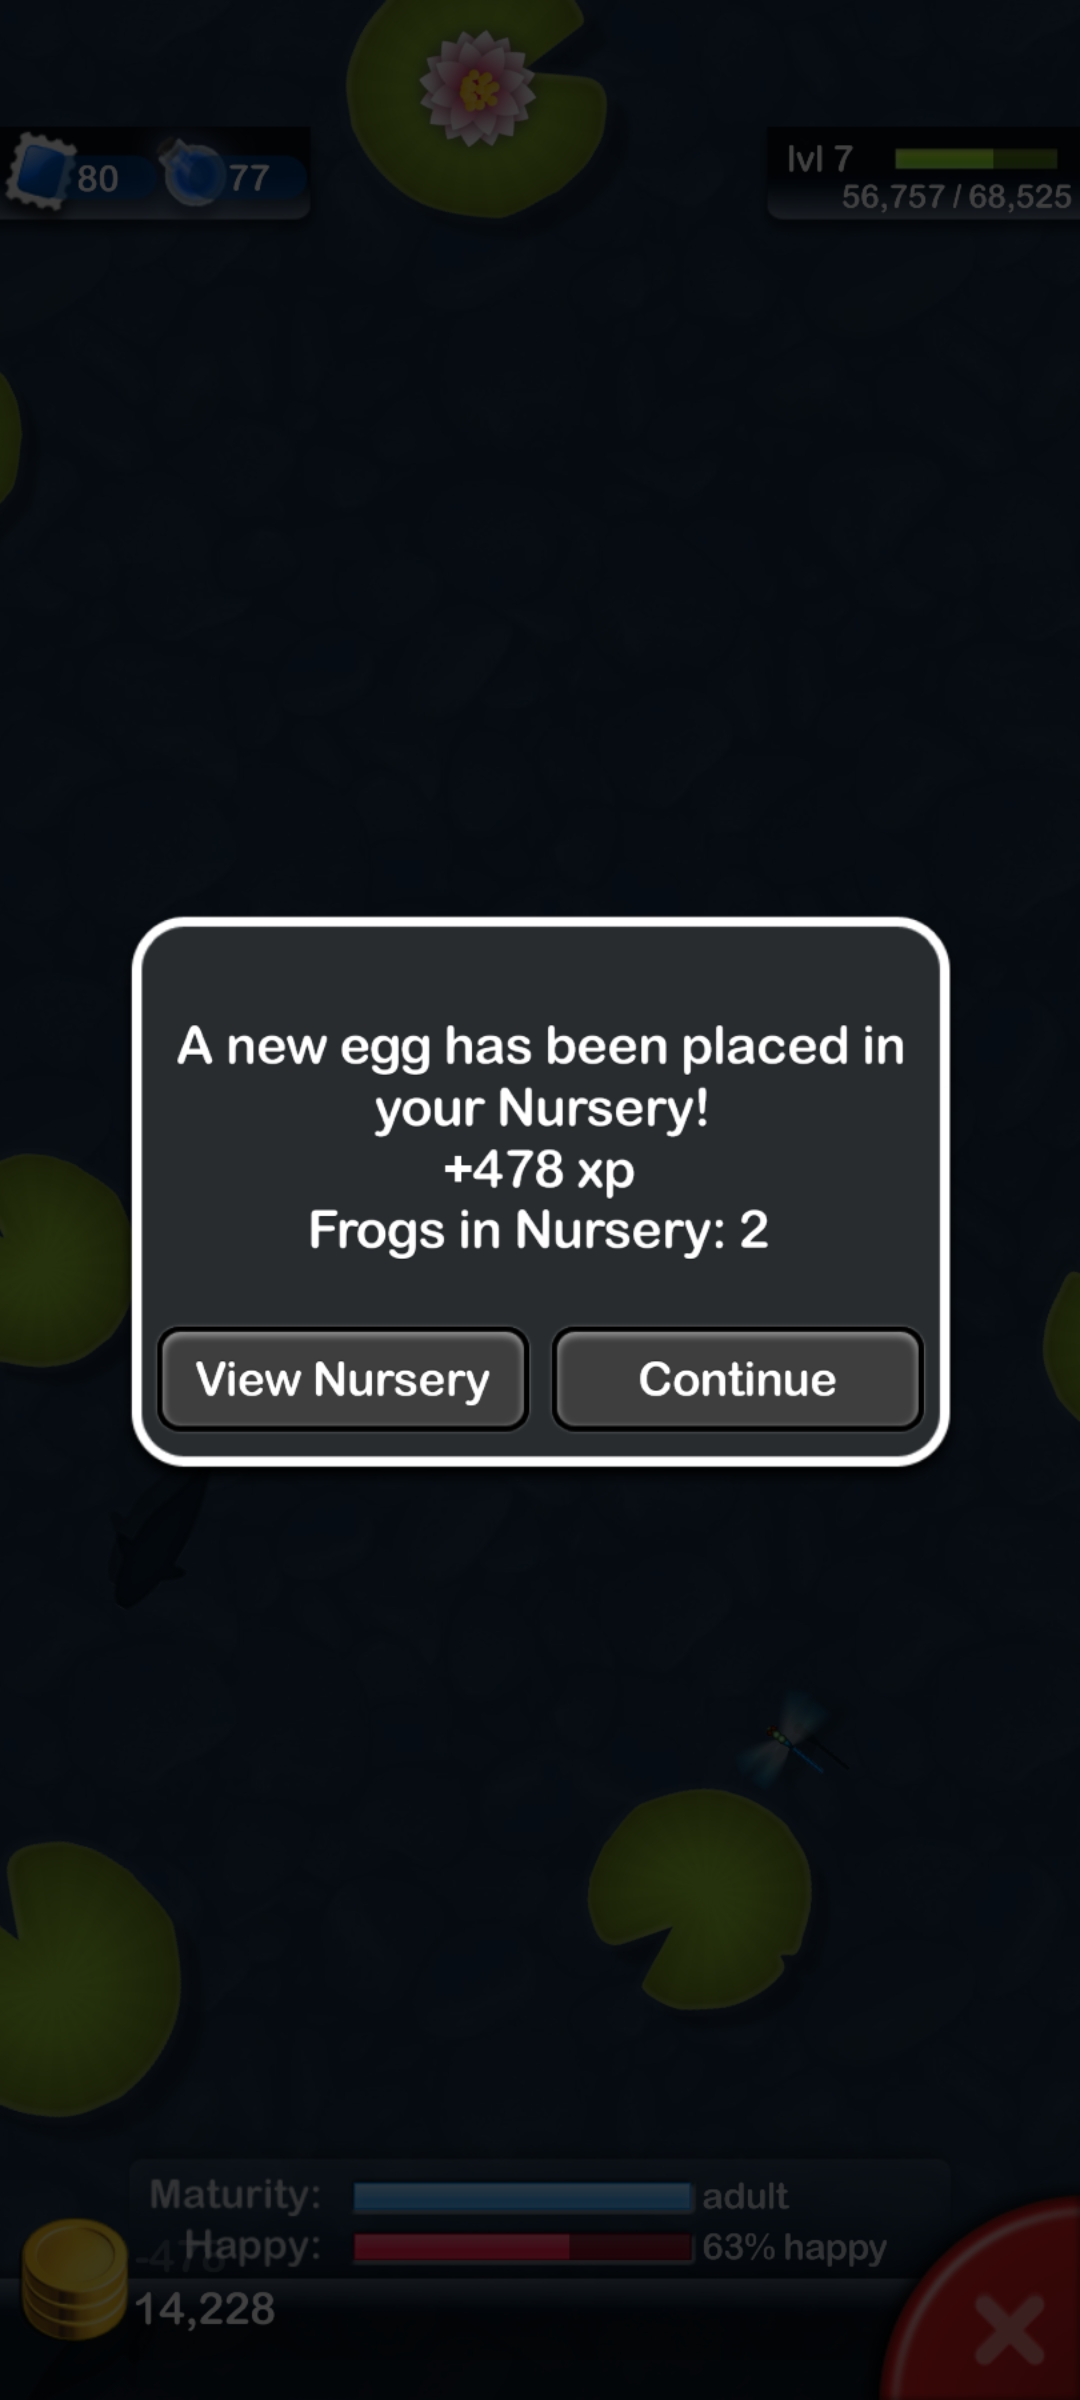 80
77
lvl 7
56,757 / 68,525
A new egg has been placed in
your Nursery!
+478 xp
Frogs in Nursery: 2
View Nursery
Continue
Maturity:
adult
-478
Happy:
63% happy
14,228